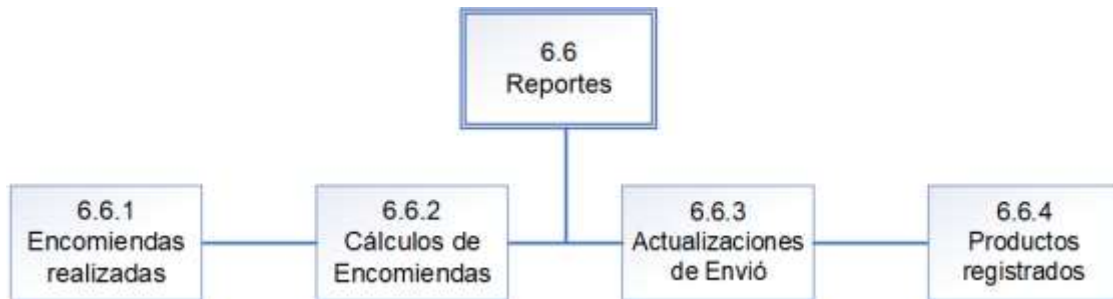 6.6
Reportes
6.6.1
Encomiendas
realizadas
6.6.2
Cálculos de
Encomiendas
6.6.3
Actualizaciones
de Envió
6.6.4
Productos
registrados